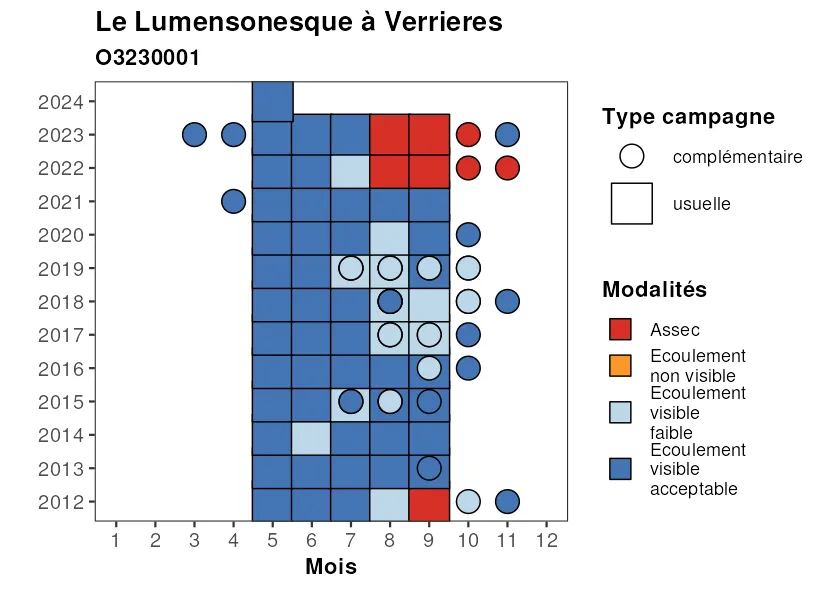 Le Lumensonesque à Verrieres
O3230001
2024
2023
2022
2021
2020
2019
2018
2017
2016
2015
2014
2013
2012
1 2 3 4 5 6 7 8 9 10 11 12
Mois
Type campagne
complémentaire
usuelle
Modalités
Assec
Ecoulement
non visible
Ecoulement
visible
faible
Ecoulement
visible
acceptable